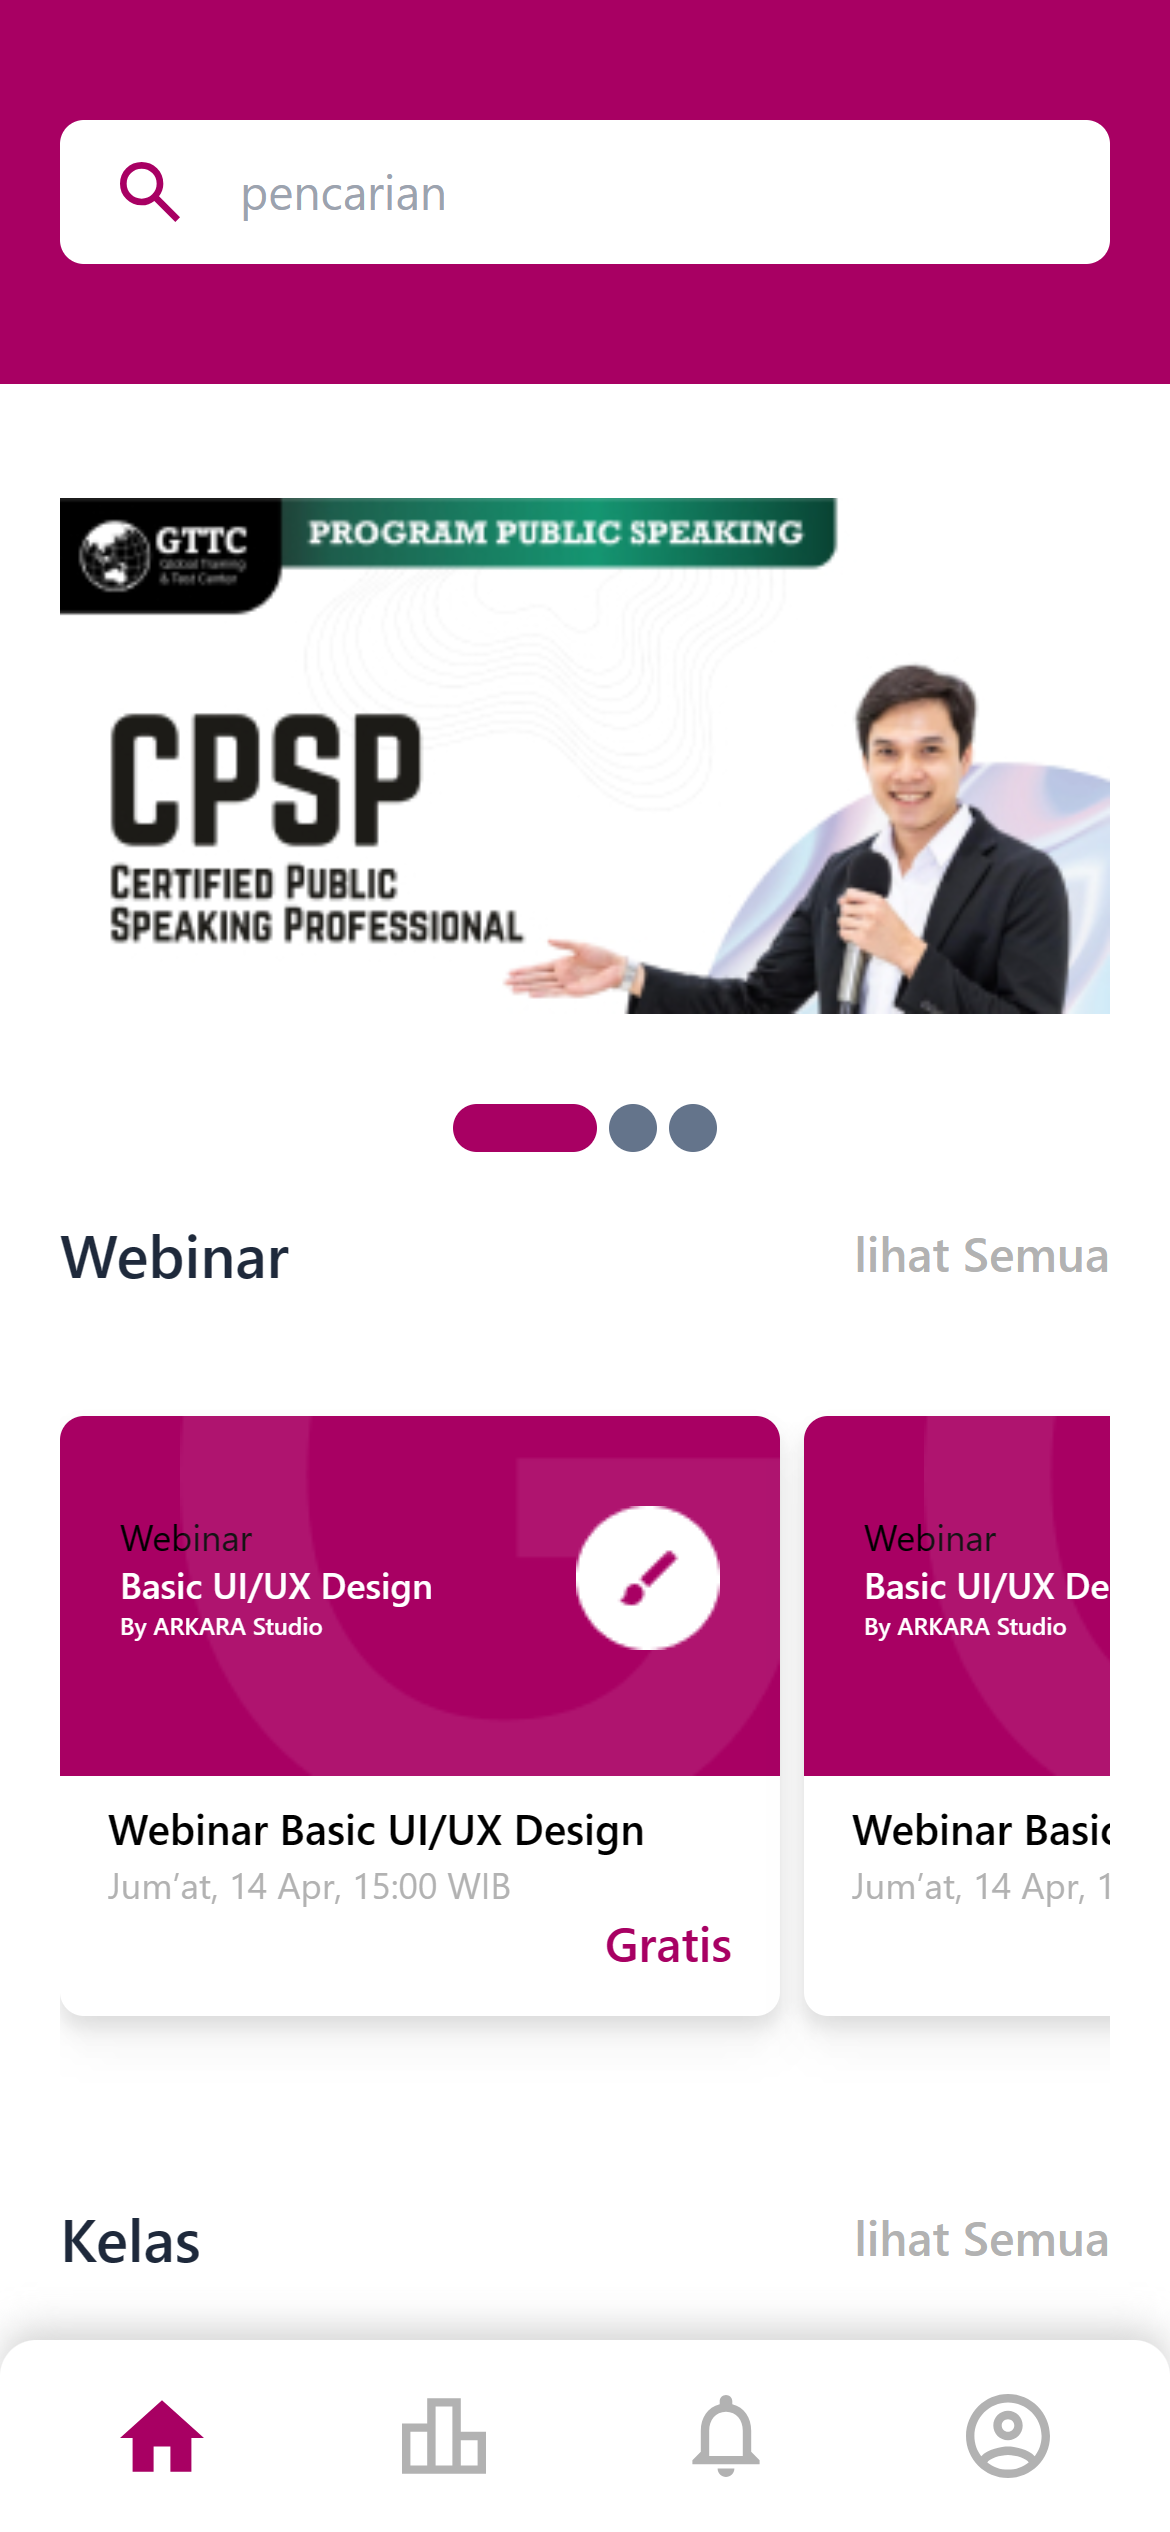 pencarian
GTTC
Global Training
& Test Center
PROGRAM PUBLIC SPEAKING
CPSP
CERTIFIED PUBLIC
SPEAKING PROFESSIONAL
Webinar
lihat Semua
Webinar
Basic UI/UX Design
By ARKARA Studio
Webinar Basic UI/UX Design
Jum’at, 14 Apr, 15:00 WIB
Gratis
Webinar
Basic UI/UX De
By ARKARA Studio
Webinar Basic
Jum’at, 14 Apr, 1
Kelas
lihat Semua